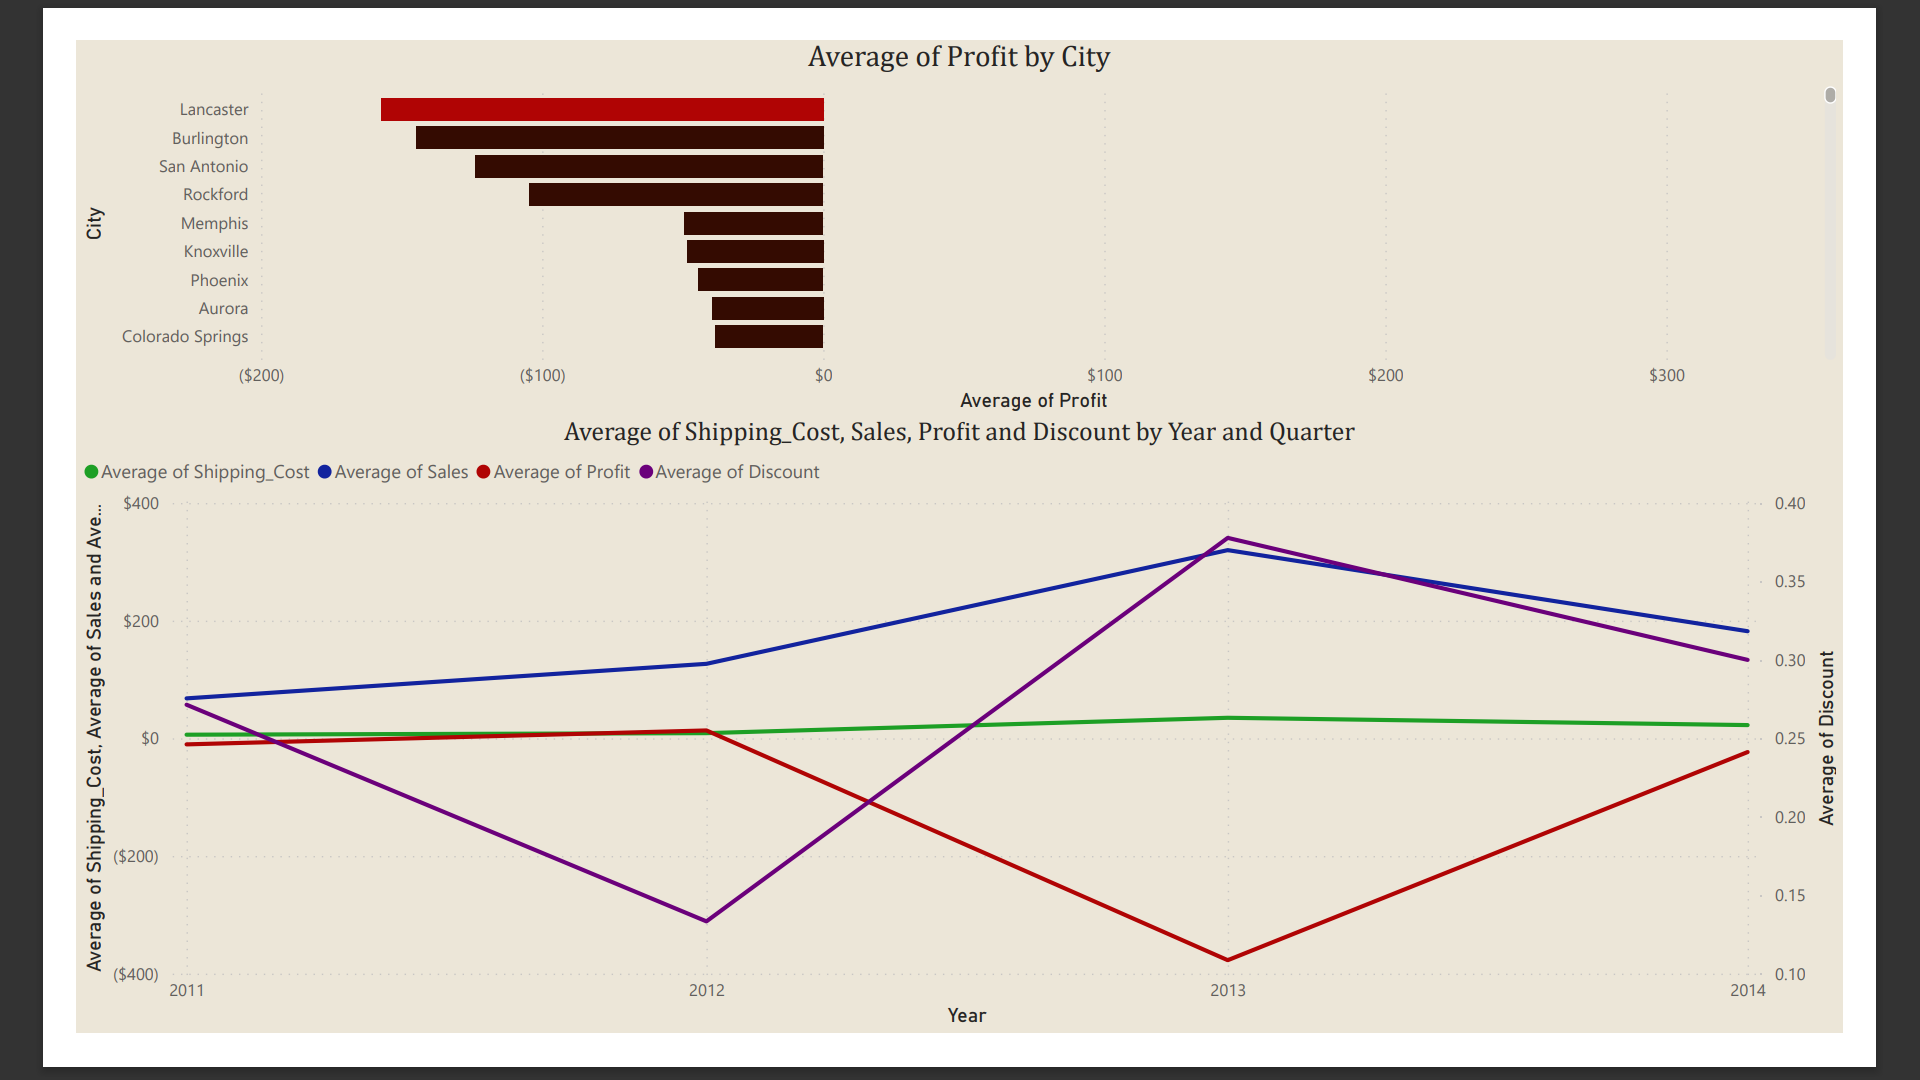 Average of Profit by City
City
Lancaster
Burlington
San Antonio
Rockford
Memphis
Knoxville
Phoenix
Aurora
Colorado Springs
($200) ($100) $0 $100 $200 $300
Average of Profit
Average of Shipping_Cost, Sales, Profit and Discount by Year and Quarter
Average of Shipping_Cost Average of Sales Average of Profit Average of Discount
Average of Shipping_Cost, Average of Sales and Ave...
$400
$200
$0
($200)
($400)
0.40
0.35
0.30
0.25
0.20
0.15
0.10
Average of Discount
2011 2012 2013 2014
Year